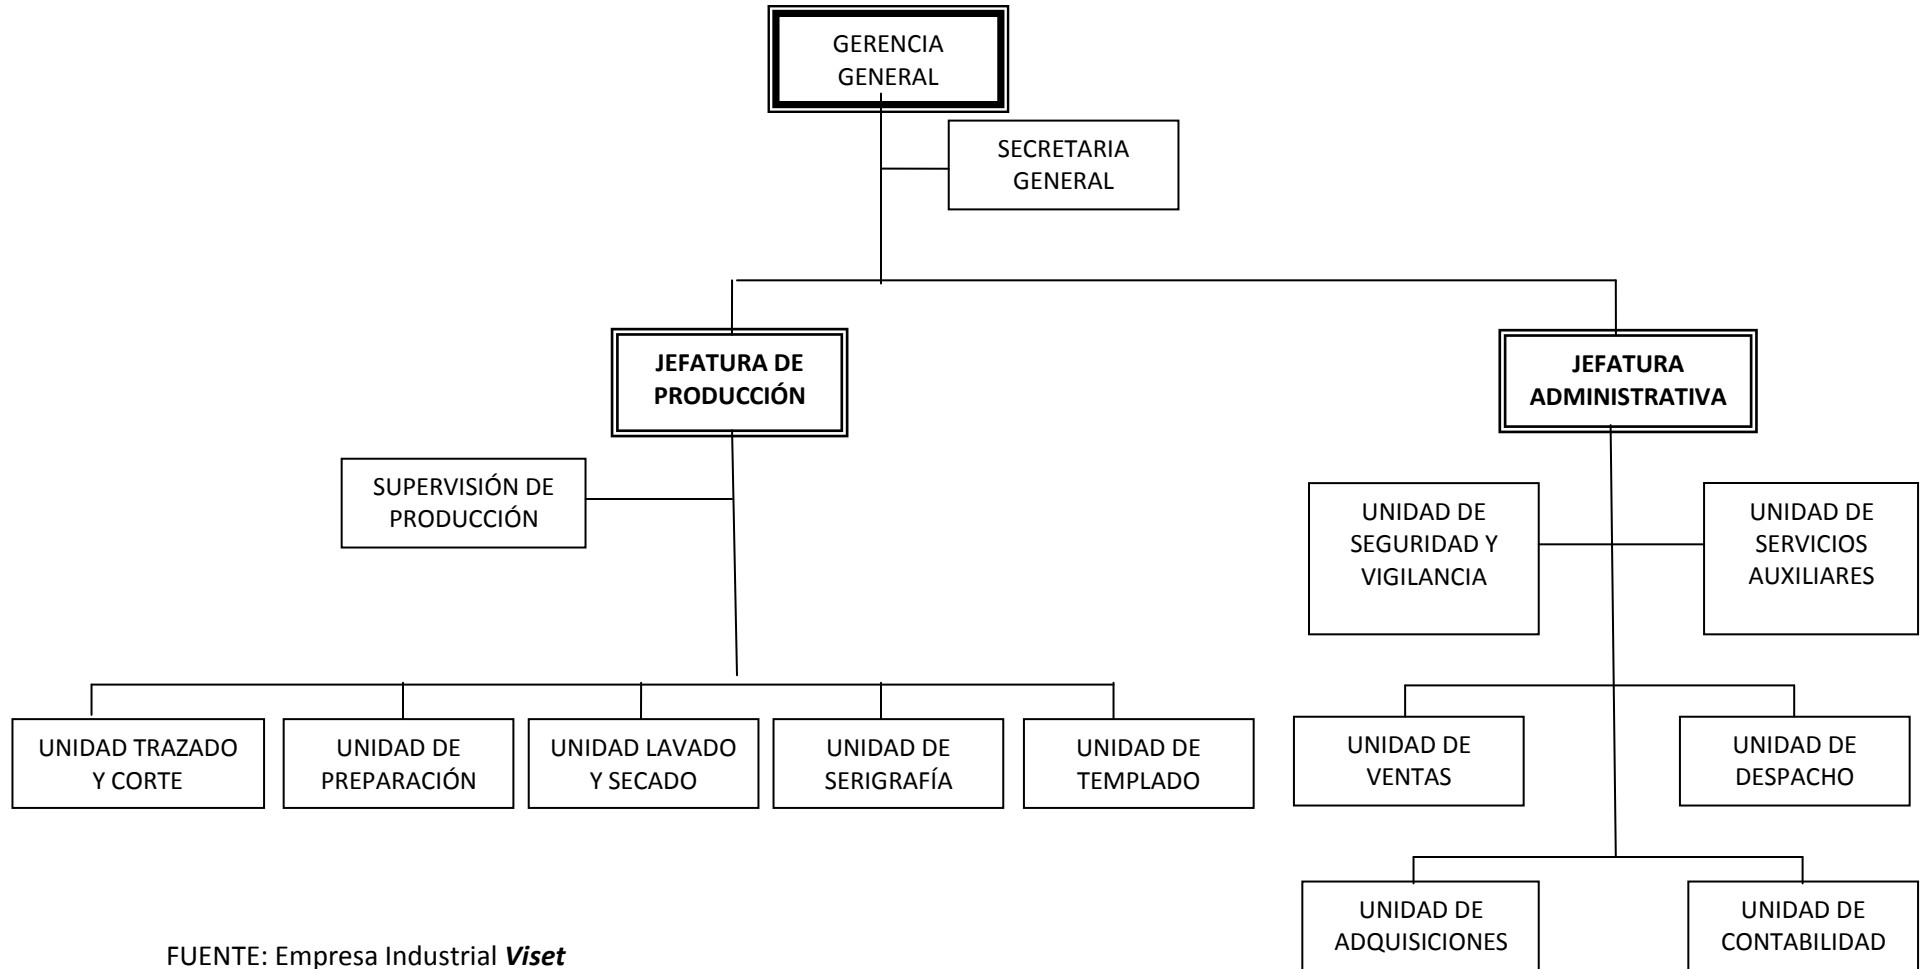 GERENCIA
GENERAL
SECRETARIA
GENERAL
JEFATURA DE
PRODUCCIÓN
JEFATURA
ADMINISTRATIVA
SUPERVISIÓN DE
PRODUCCIÓN
UNIDAD DE
SEGURIDAD Y
VIGILANCIA
UNIDAD DE
SERVICIOS
AUXILIARES
UNIDAD TRAZADO
Y CORTE
UNIDAD DE
PREPARACIÓN
UNIDAD LAVADO
Y SECADO
UNIDAD DE
SERIGRAFÍA
UNIDAD DE
TEMPLADO
UNIDAD DE
VENTAS
UNIDAD DE
DESPACHO
UNIDAD DE
ADQUISICIONES
UNIDAD DE
CONTABILIDAD
FUENTE: Empresa Industrial Viset